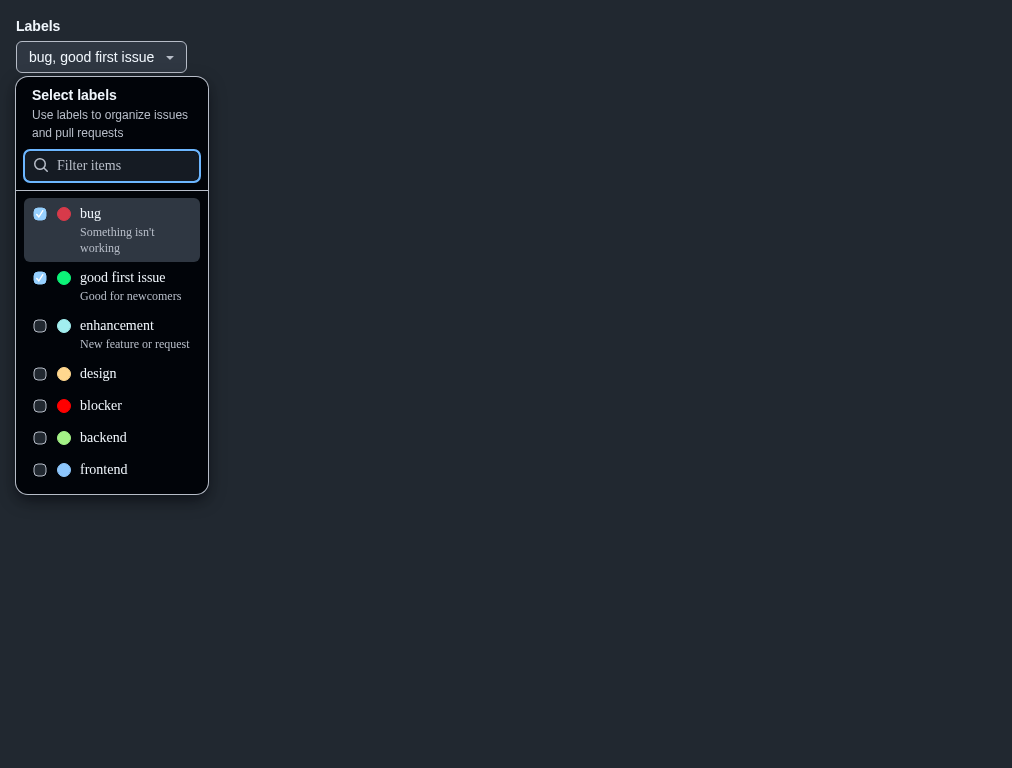 Labels
bug, good first issue
Select labels
Use labels to organize issues
and pull requests
Filter items
bug
Something isn't
working
good first issue
Good for newcomers
enhancement
New feature or request
design
blocker
backend
frontend